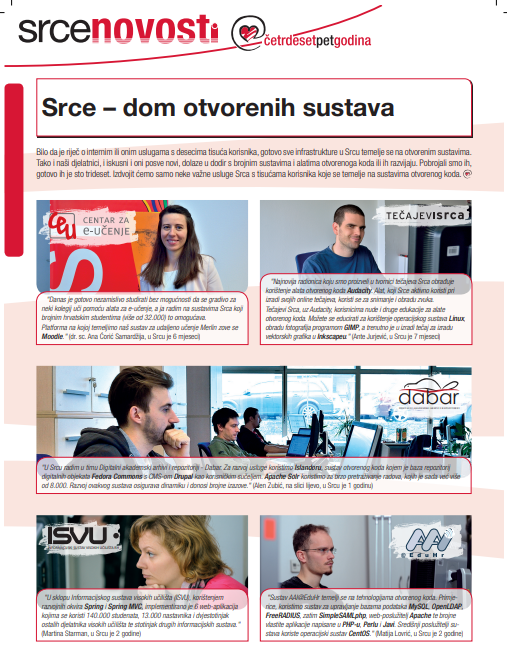 srcenovosti
četrdesetpetgodina
Srce – dom otvorenih sustava
Bilo da je riječ o internim ili onim uslugama s desecima tisuća korisnika, gotovo sve infrastrukture u Srcu temelje se na otvorenim sustavima.
Tako i naši djelatnici, i iskusni i oni posve novi, dolaze u dodir s brojnim sustavima i alatima otvorenoga koda ili ih razvijaju. Pobrojali smo ih,
gotovo ih je sto trideset. Izdvojit ćemo samo neke važne usluge Srca s tisućama korisnika koje se temelje na sustavima otvorenog koda.
ceu
CENTAR ZA
e-UČENJE
"Danas je gotovo nezamislivo studirati bez mogućnosti da se gradivo za
neki kolegij uči pomoću alata za e-učenje, a ja radim na sustavima Srca koji
brojnim hrvatskim studentima (više od 32.000) to omogućava.
Platforma na kojoj temeljimo naš sustav za udaljeno učenje Merlin zove se
Moodle." (dr. sc. Ana Ćorić Samardžija, u Srcu je 6 mjeseci)
TEČAJEVIsrca
"Najnovija radionica koju smo proizveli u tvornici tečajeva Srca obrađuje
korištenje alata otvorenog koda Audacity. Alat, koji Srce aktivno koristi pri
izradi svojih online tečajeva, koristi se za snimanje i obradu zvuka.
Tečajevi Srca, uz Audacity, korisnicima nude i druge edukacije za alate
otvorenog koda. Možete se educirati za korištenje operacijskog sustava Linux,
obradu fotografija programom GIMP, a trenutno je u izradi tečaj za izradu
vektorskih grafika u Inkscapeu." (Ante Jurjević, u Srcu je 7 mjeseci)
dabar
"U Srcu radim u timu Digitalni akademski arhivi i repozitoriji - Dabar. Za razvoj usluge koristimo Islandoru, sustav otvorenog koda kojem je baza repozitorij
digitalnih objekata Fedora Commons s CMS-om Drupal kao korisničkim sučeljem. Apache Solr koristimo za brzo pretraživanje radova, kojih je sada već više
od 8.000. Razvoj ovakvog sustava osigurava dinamiku i donosi brojne izazove." (Alen Zubić, na slici lijevo, u Srcu je 1 godinu)
ISVU
"U sklopu Informacijskog sustava visokih učilišta (ISVU), korištenjem
razvojnih okvira Spring i Spring MVC, implementirana je 6 web-aplikacija
kojima se koristi 140.000 studenata, 13.000 nastavnika i dvjestotinjak
ostalih djelatnika visokih učilišta te stotinjak drugih informacijskih sustava."
(Martina Starman, u Srcu je 2 godine)
AAI
@EduHr
"Sustav AAI@EduHr temelji se na tehnologijama otvorenog koda. Primje-
rice, koristimo sustav za upravljanje bazama podataka MySQL, OpenLDAP,
FreeRADIUS, zatim SimpleSAMLphp, web-poslužitelj Apache te brojne
vlastite aplikacije napisane u PHP-u, Perlu i Javi. Središnji poslužitelji su-
stava koriste operacijski sustav CentOS." (Matija Lovrić, u Srcu je 2 godine)